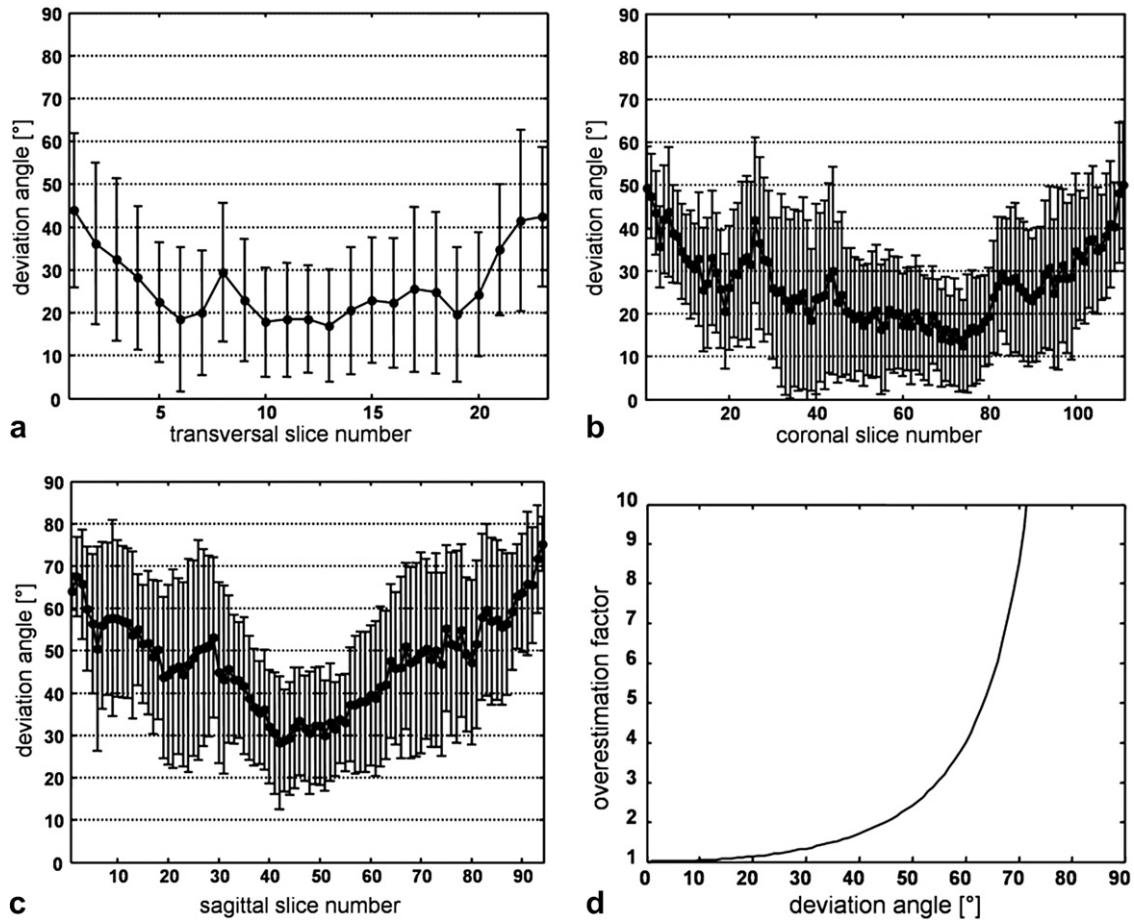 90
80
70
60
50
40
30
20
10
0
deviation angle [°]
5 10 15 20
transversal slice number
a
90
80
70
60
50
40
30
20
10
0
deviation angle [°]
20 40 60 80 100
coronal slice number
b
90
80
70
60
50
40
30
20
10
0
deviation angle [°]
10 20 30 40 50 60 70 80 90
sagittal slice number
c
10
9
8
7
6
5
4
3
2
1
overestimation factor
0 10 20 30 40 50 60 70 80 90
deviation angle [°]
d